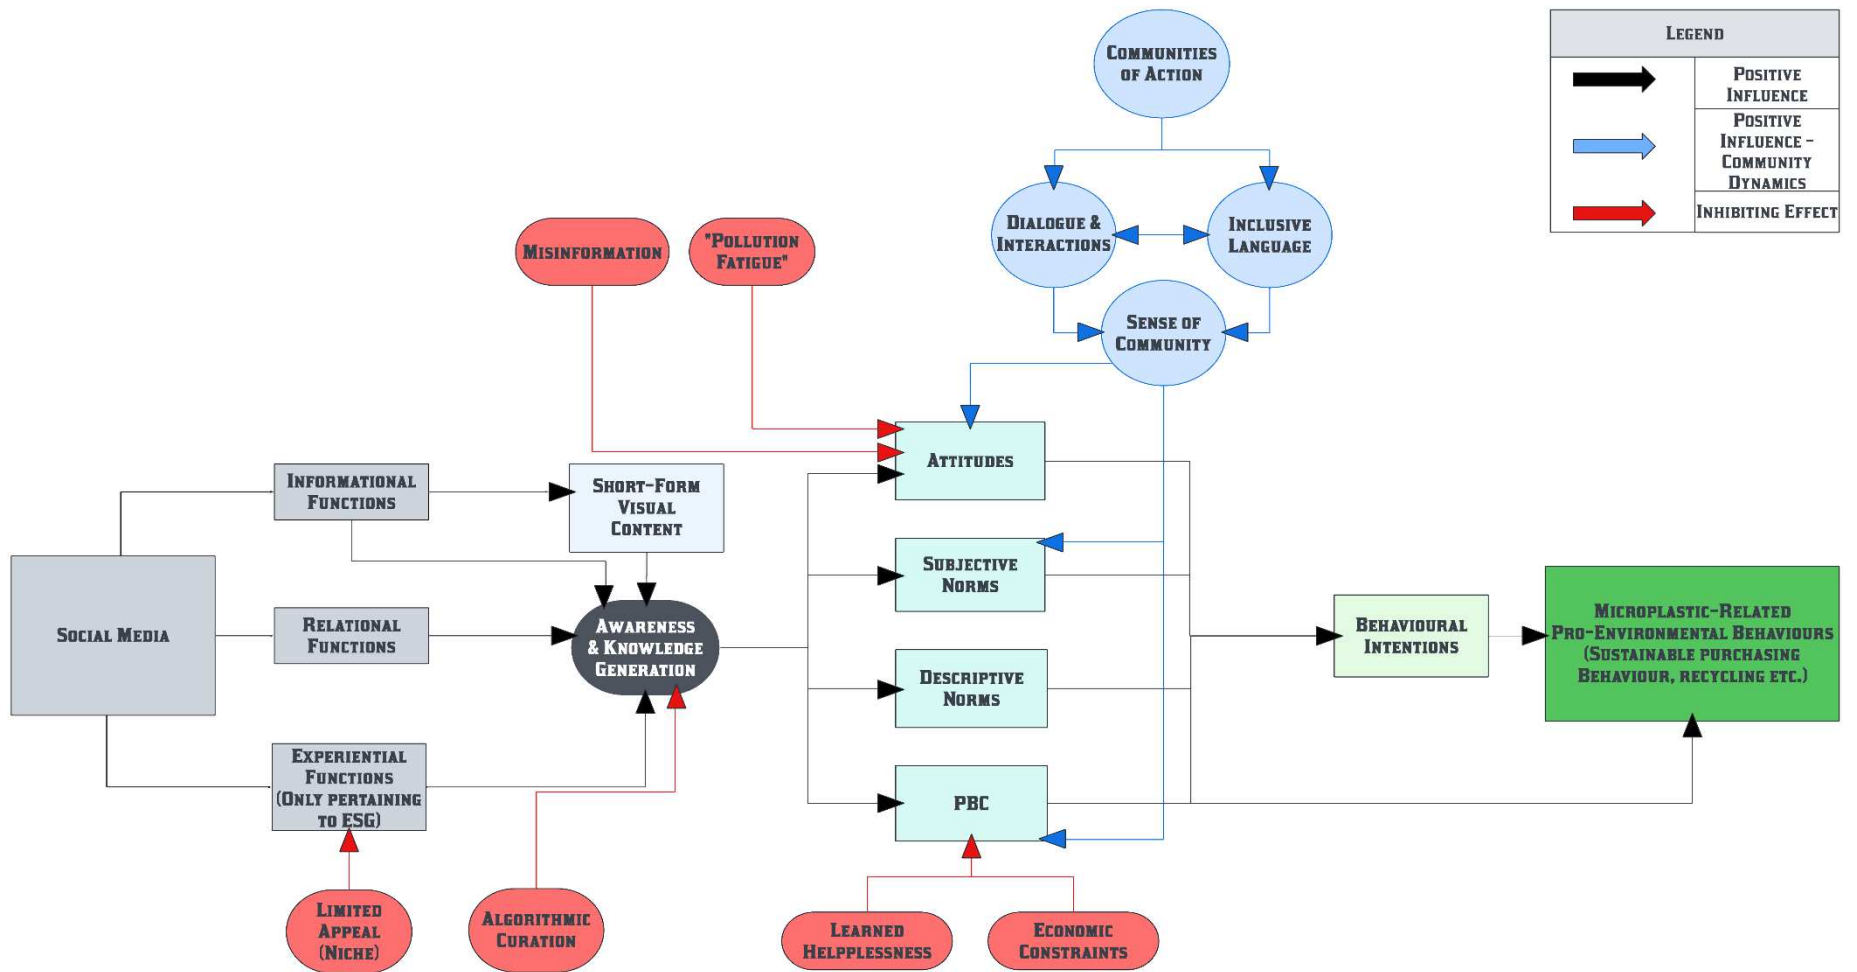 Communities
of Action
Legend
Positive
Influence
Positive
Influence -
Community
Dynamics
Inhibiting Effect
Dialogue &
Interactions
Inclusive
Language
Misinformation
"Pollution
Fatigue"
Sense of
Community
Attitudes
Informational
Functions
Short-Form
Visual
Content
Subjective
Norms
Social Media
Relational
Functions
Awareness
& Knowledge
Generation
Behavioural
Intentions
Microplastic-Related
Pro-Environmental Behaviours
(Sustainable purchasing
Behaviour, recycling etc.)
Descriptive
Norms
Experiential
Functions
(Only pertaining
to ESG)
PBC
Limited
Appeal
(Niche)
Algorithmic
Curation
Learned
Helpplessness
Economic
Constraints